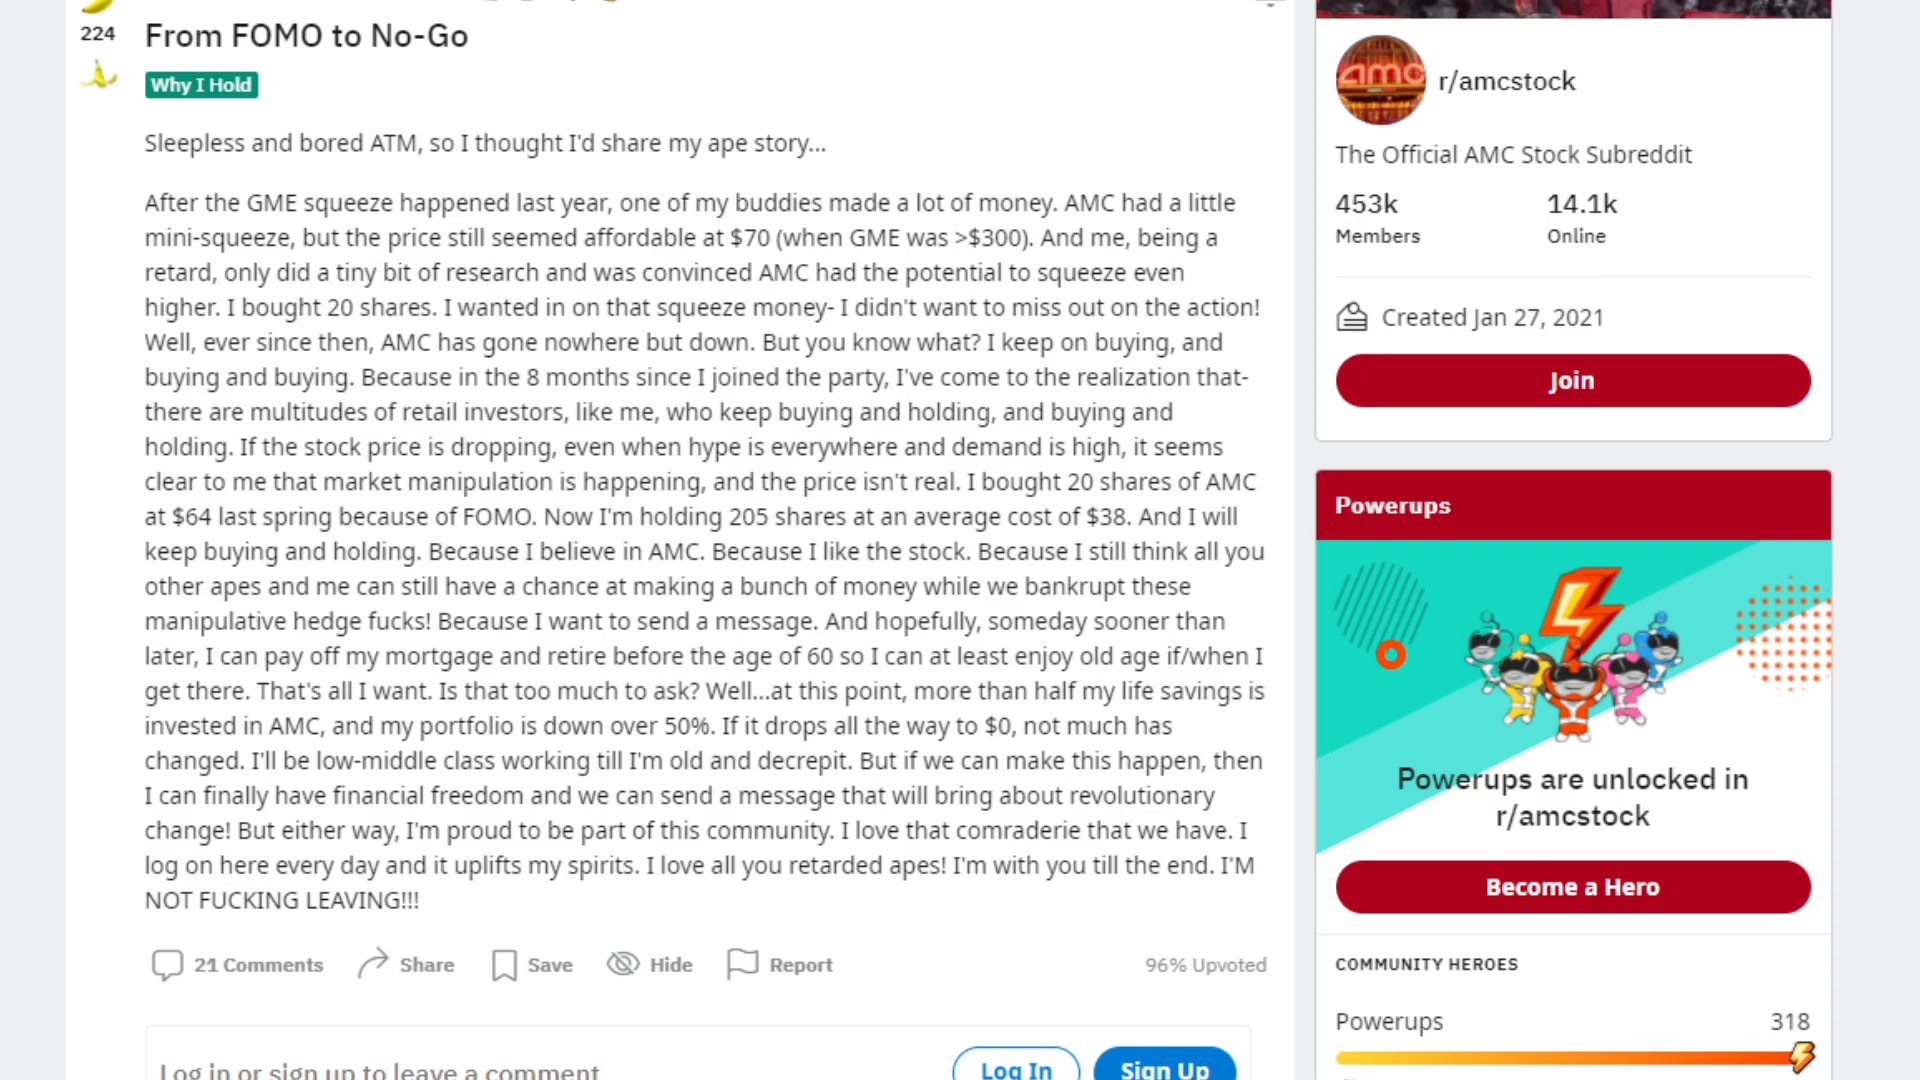 224
From FOMO to No-Go
Why I Hold
Sleepless and bored ATM, so I thought I'd share my ape story...
After the GME squeeze happened last year, one of my buddies made a lot of money. AMC had a little
mini-squeeze, but the price still seemed affordable at $70 (when GME was >$300). And me, being a
retard, only did a tiny bit of research and was convinced AMC had the potential to squeeze even
higher. I bought 20 shares. I wanted in on that squeeze money- I didn't want to miss out on the action!
Well, ever since then, AMC has gone nowhere but down. But you know what? I keep on buying, and
buying and buying. Because in the 8 months since I joined the party, I've come to the realization that-
there are multitudes of retail investors, like me, who keep buying and holding, and buying and
holding. If the stock price is dropping, even when hype is everywhere and demand is high, it seems
clear to me that market manipulation is happening, and the price isn't real. I bought 20 shares of AMC
at $64 last spring because of FOMO. Now I'm holding 205 shares at an average cost of $38. And I will
keep buying and holding. Because I believe in AMC. Because I like the stock. Because I still think all you
other apes and me can still have a chance at making a bunch of money while we bankrupt these
manipulative hedge fucks! Because I want to send a message. And hopefully, someday sooner than
later, I can pay off my mortgage and retire before the age of 60 so I can at least enjoy old age if/when I
get there. That's all I want. Is that too much to ask? Well...at this point, more than half my life savings is
invested in AMC, and my portfolio is down over 50%. If it drops all the way to $0, not much has
changed. I'll be low-middle class working till I'm old and decrepit. But if we can make this happen, then
I can finally have financial freedom and we can send a message that will bring about revolutionary
change! But either way, I'm proud to be part of this community. I love that comraderie that we have. I
log on here every day and it uplifts my spirits. I love all you retarded apes! I'm with you till the end. I'M
NOT FUCKING LEAVING!!!
21 Comments
Share
Save
Hide
Report
96% Upvoted
Log in or sign up to leave a comment
Log In
Sign Up
amc
r/amcstock
The Official AMC Stock Subreddit
453k
14.1k
Members
Online
Created Jan 27, 2021
Join
Powerups
Powerups are unlocked in
r/amcstock
Become a Hero
COMMUNITY HEROES
Powerups
318